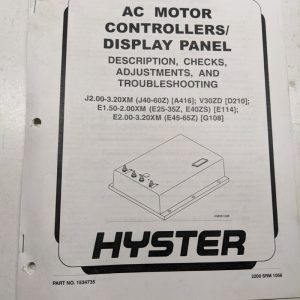 AC MOTOR
CONTROLLERS/
DISPLAY PANEL
DESCRIPTION, CHECKS,
ADJUSTMENTS, AND
TROUBLESHOOTING
J2.00-3.20XM (J40-60Z) [A416]; V30ZD [D210];
E1.50-2.00XM (E25-35Z, E40ZS) [E114];
E2.00-3.20XM (E45-65Z) [G108]
HYSTER
PART NO. 1534735 2200 SRM 1056